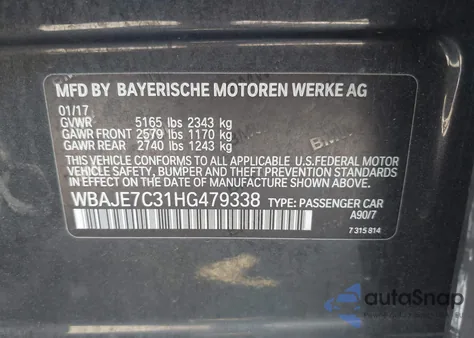 MFD BY BAYERISCHE MOTOREN WERKE AG
01/17
GVWR 5165 lbs 2343 kg
GAWR FRONT 2579 lbs 1170 kg
GAWR REAR 2740 lbs 1243 kg
THIS VEHICLE CONFORMS TO ALL APPLICABLE U.S.FEDERAL MOTOR
VEHICLE SAFETY, BUMPER AND THEFT PREVENTION STANDARDS
IN EFFECT ON THE DATE OF MANUFACTURE SHOWN ABOVE.
WBAJE7C31HG479338 TYPE: PASSENGER CAR
A90/7
7 315 814
autoSnap